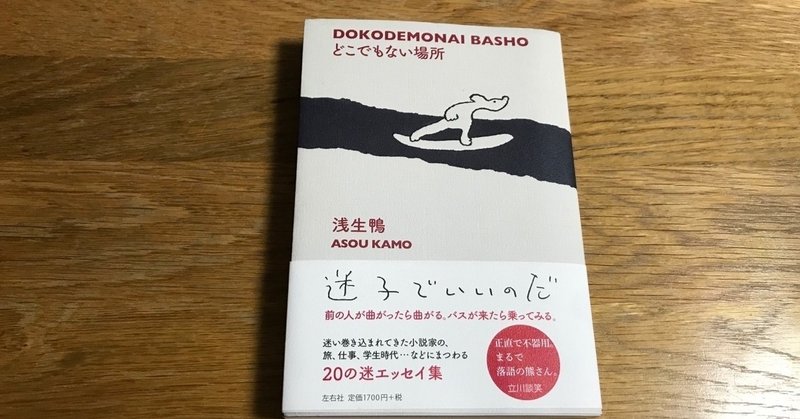 DOKODEMONAI BASHO
どこでもない場所
浅生鴨
ASOU KAMO
迷子でいいのだ
前の人が曲がったら曲がる。バスが来たら乗ってみる。
迷い巻き込まれてきた小説家の、
旅、仕事、学生時代…などにまつわる
20の迷エッセイ集
左右社 定価1700円+税
正直で不器用。
まるで
落語の熊さん。
立川談笑